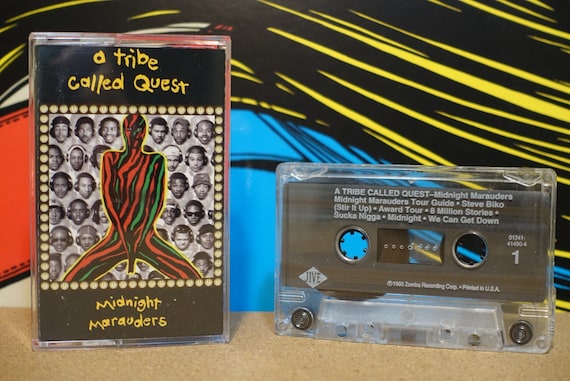 a tribe
called Quest
midnight
marauders
A TRIBE CALLED QUEST–Midnight Marauders
Midnight Marauders Tour Guide • Steve Biko
(Stir It Up) • Award Tour • 8 Million Stories •
Sucka Nigga • Midnight • We Can Get Down
01241-
41490-4
1
JIVE
©1993 Zomba Recording Corp. • Printed in U.S.A.